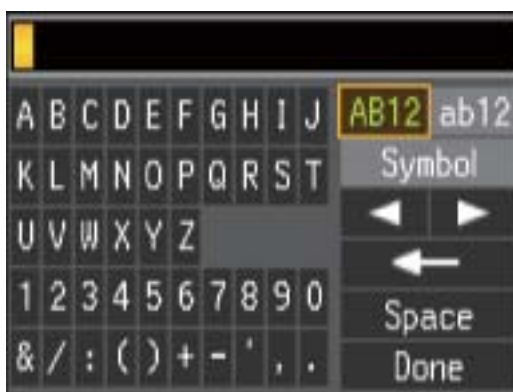 A B C D E F G H I J AB12 ab12
K L M N O P Q R S T Symbol
U V W X Y Z
1 2 3 4 5 6 7 8 9 0 Space
& / : ( ) + - ' , . Done